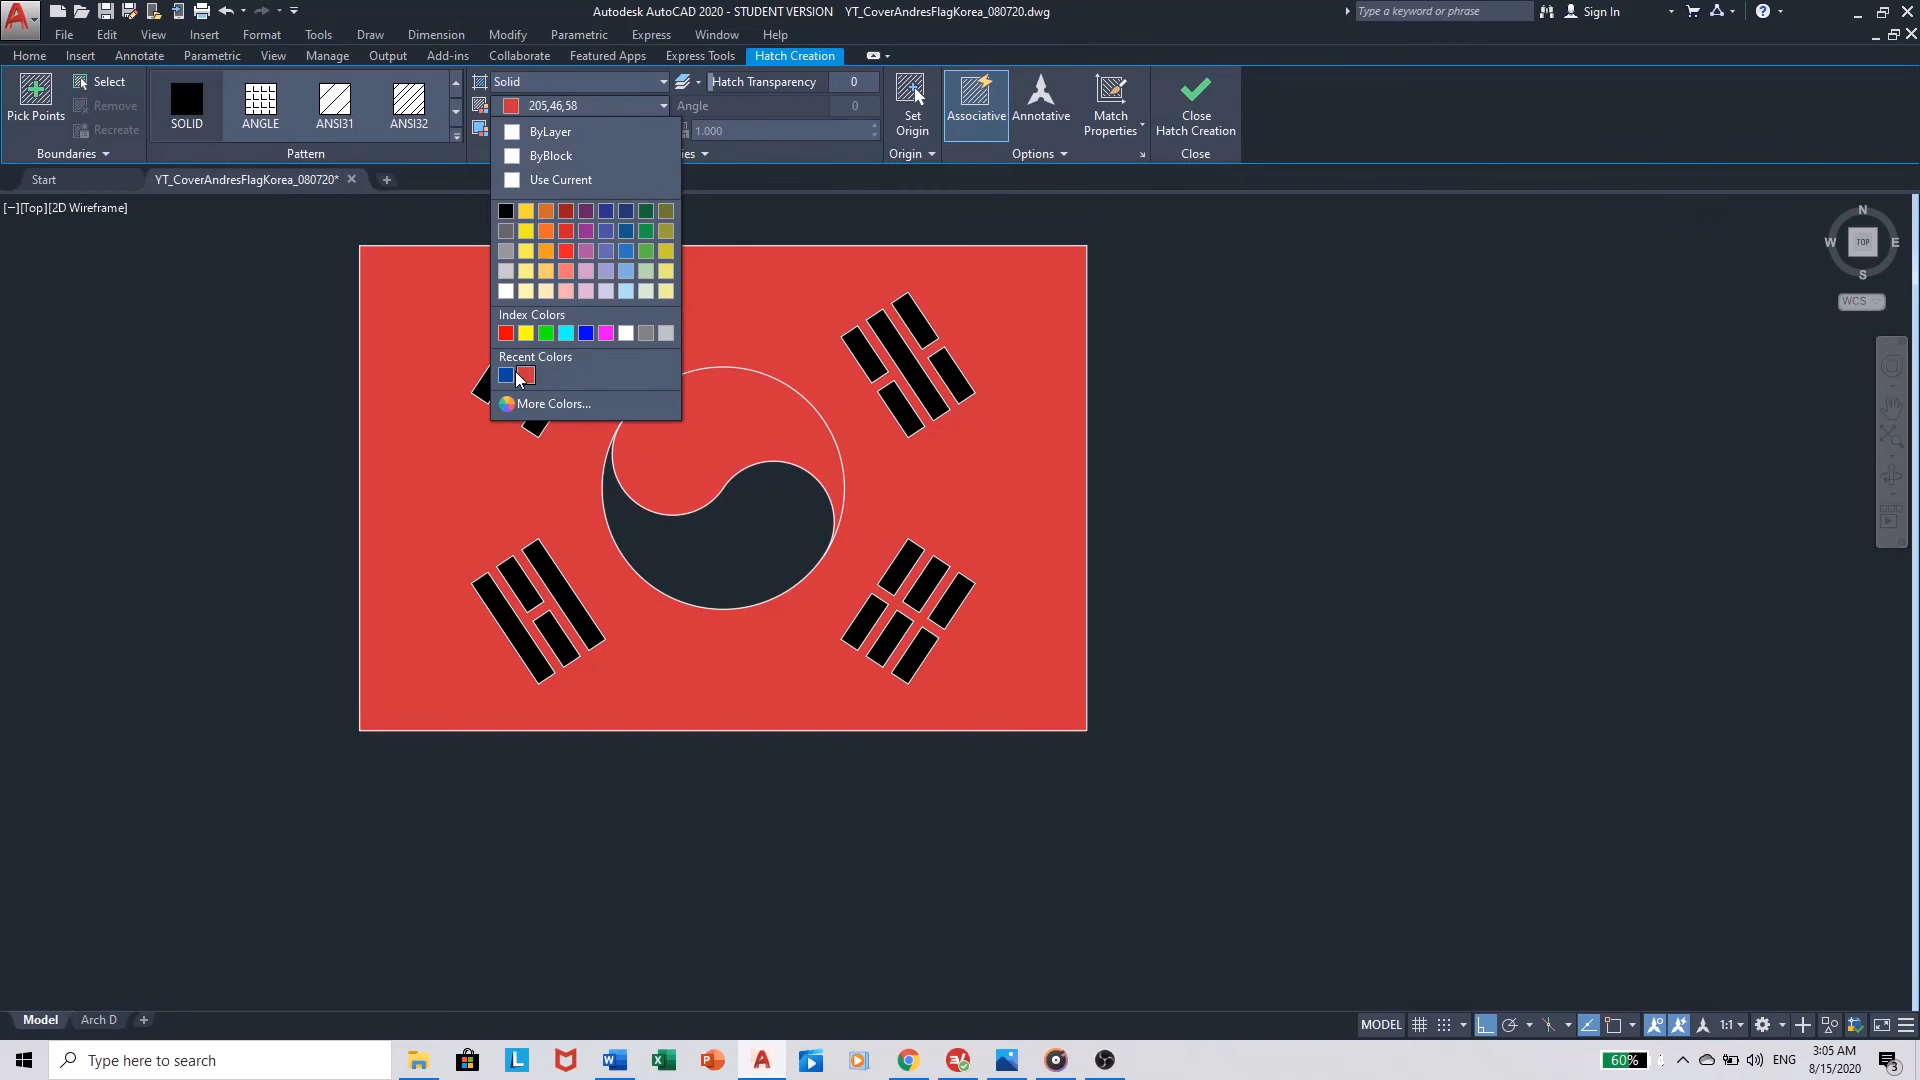 Autodesk AutoCAD 2020 - STUDENT VERSION YT_CoverAndresFlagKorea_080720.dwg
Type a keyword or phrase
Sign In
File Edit View Insert Format Tools Draw Dimension Modify Parametric Express Window Help
Home Insert Annotate Parametric View Manage Output Add-ins Collaborate Featured Apps Express Tools Hatch Creation
Pick Points
Select
Remove
Recreate
Boundaries
SOLID
ANGLE
ANSI31
ANSI32
Pattern
Solid
205,46,58
Hatch Transparency 0
Angle 0
1.000
Set Origin
Origin
Associative
Annotative
Match Properties
Options
Close Hatch Creation
Close
ByLayer
ByBlock
Use Current
Index Colors
Recent Colors
More Colors...
Start
YT_CoverAndresFlagKorea_080720*
[−][Top][2D Wireframe]
N
W TOP E
S
WCS
Model
Arch D
MODEL
1:1
Type here to search
60%
ENG
3:05 AM
8/15/2020
3